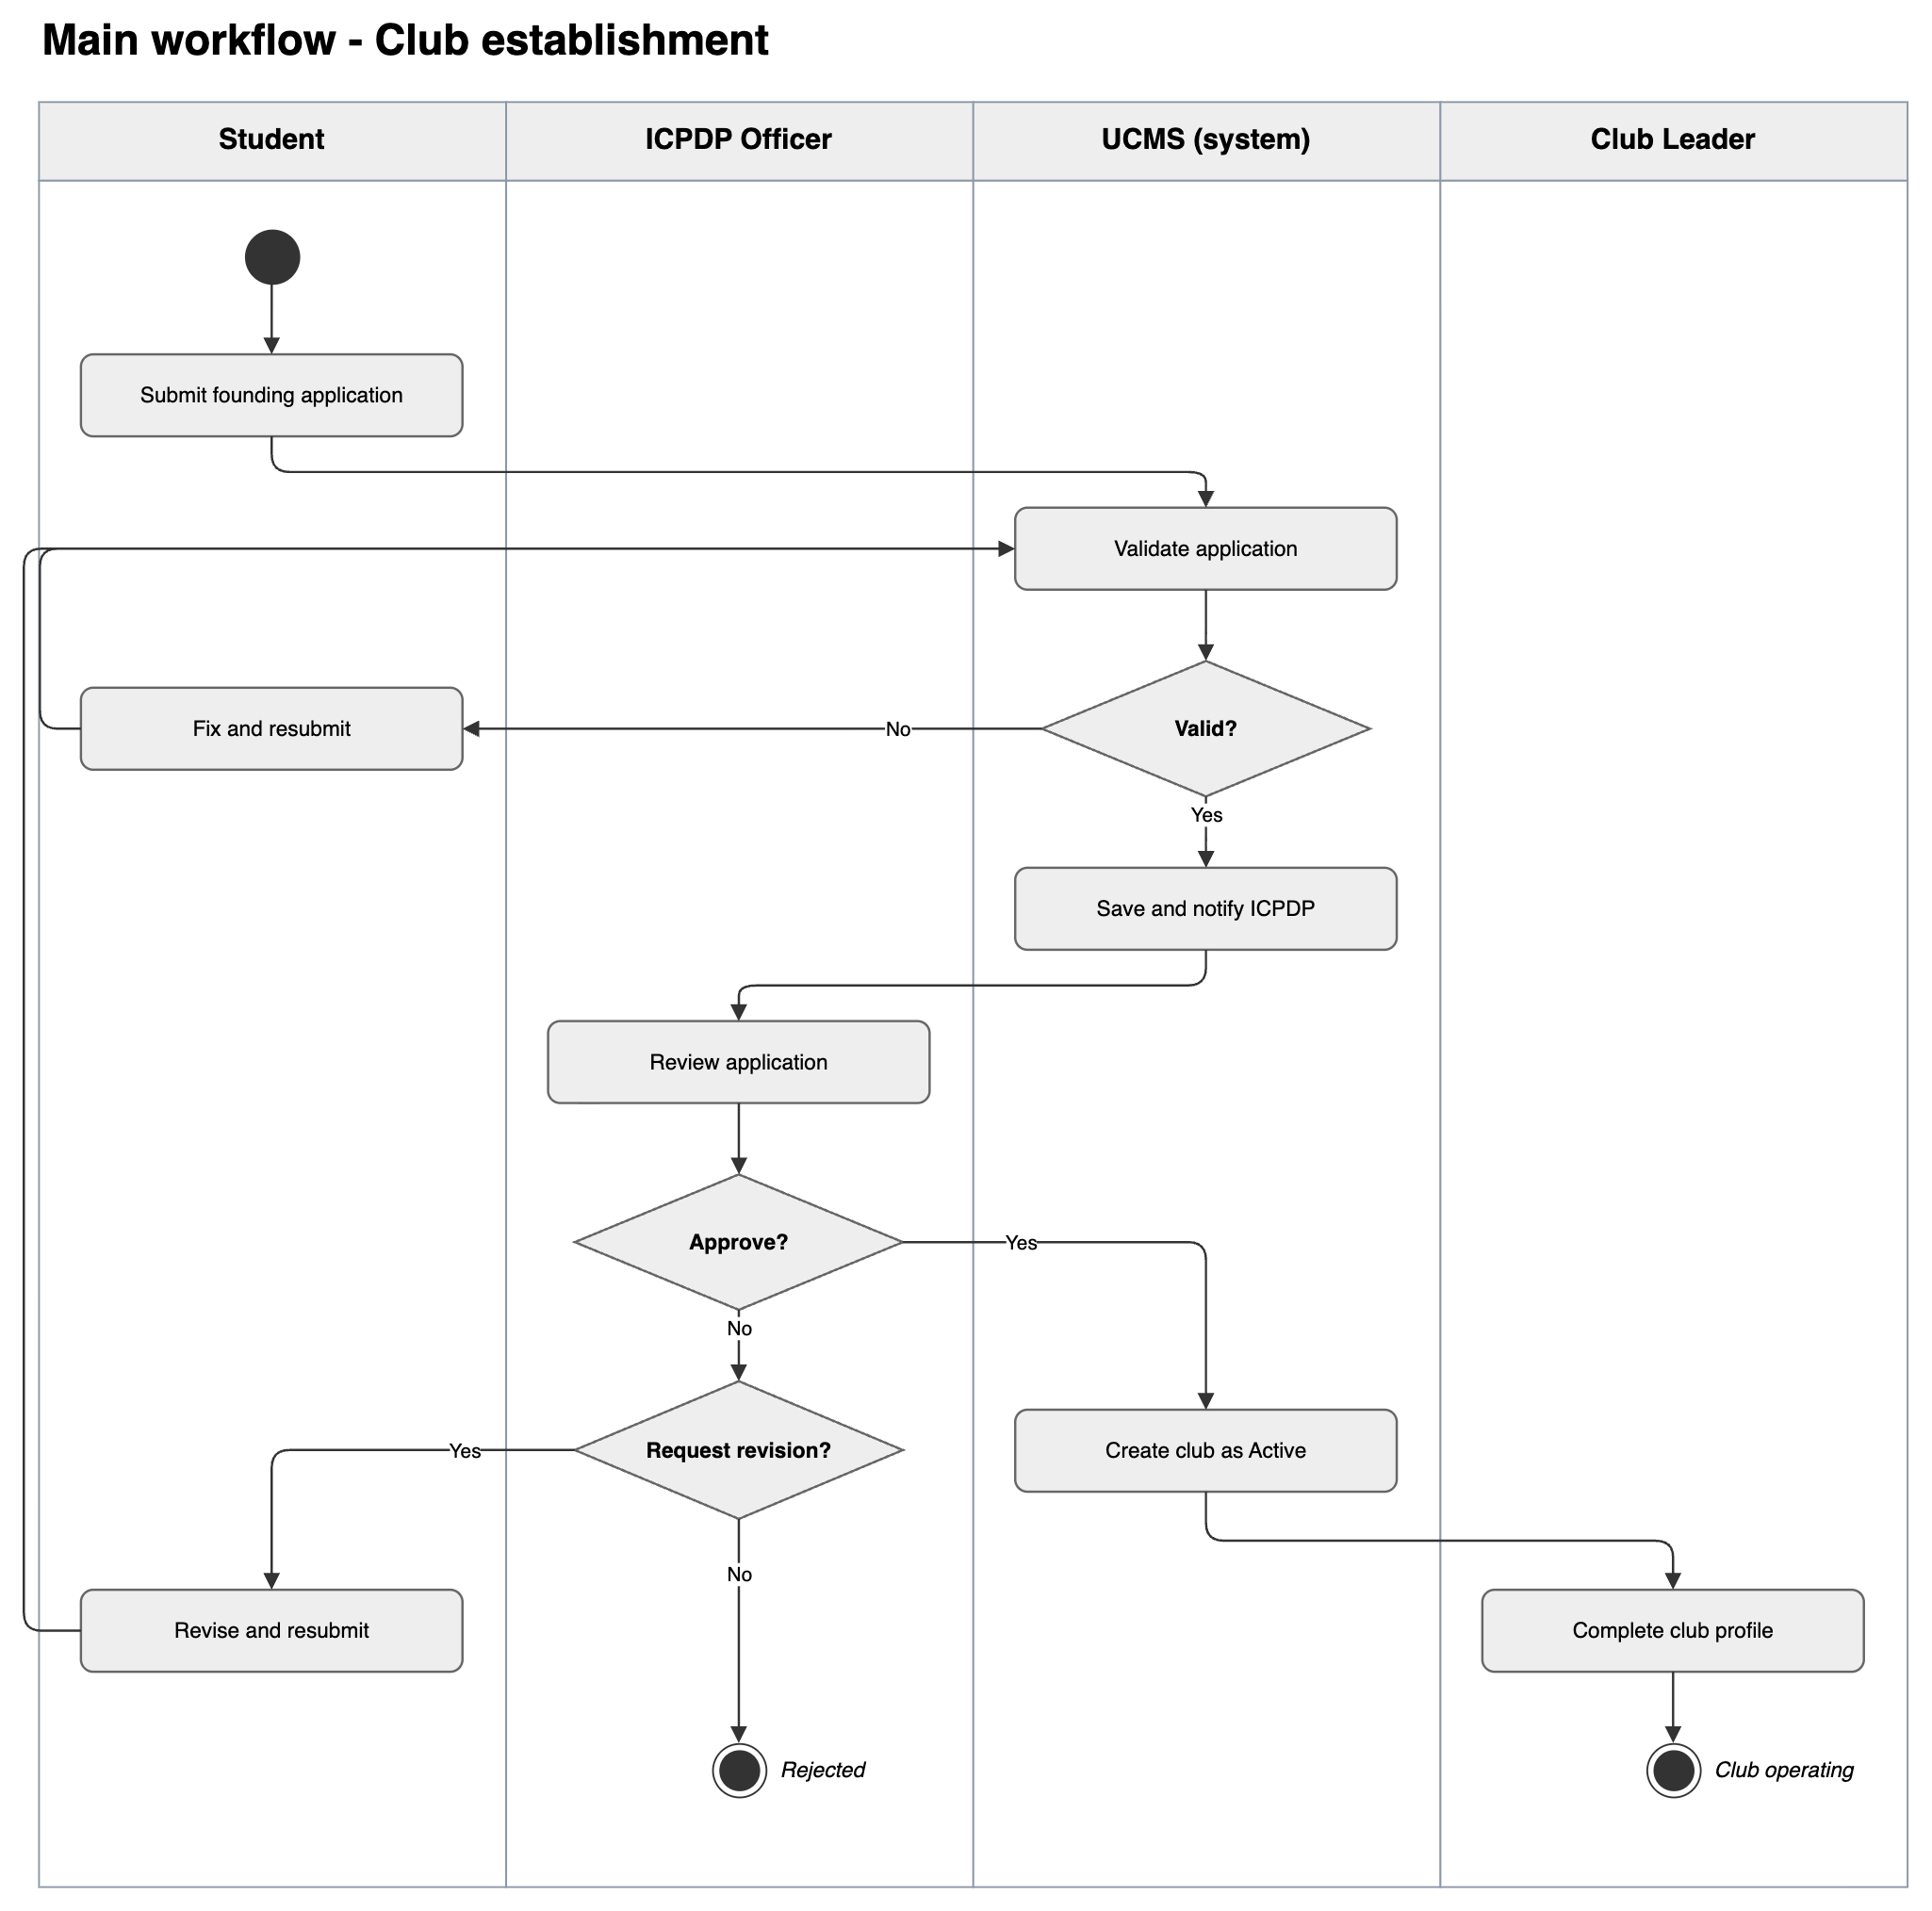 Main workflow - Club establishment
Student
ICPDP Officer
UCMS (system)
Club Leader
Submit founding application
Validate application
Fix and resubmit
No
Valid?
Yes
Save and notify ICPDP
Review application
Approve?
Yes
No
Yes
Request revision?
Create club as Active
No
Revise and resubmit
Complete club profile
Rejected
Club operating